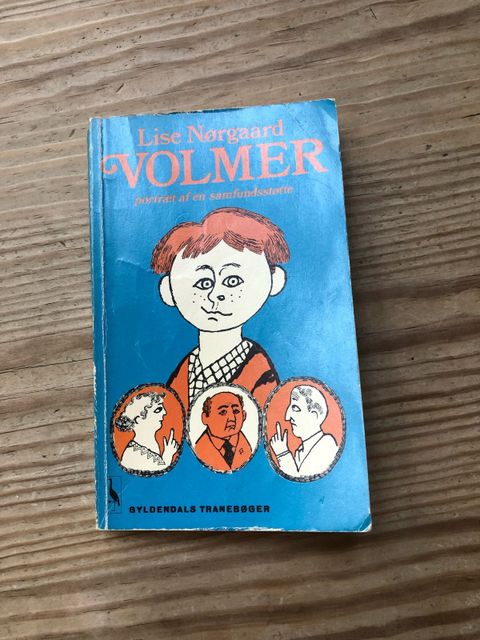 Lise Nørgaard
VOLMER
portræt af en samfundsstøtte
GYLDENDALS TRANEBØGER